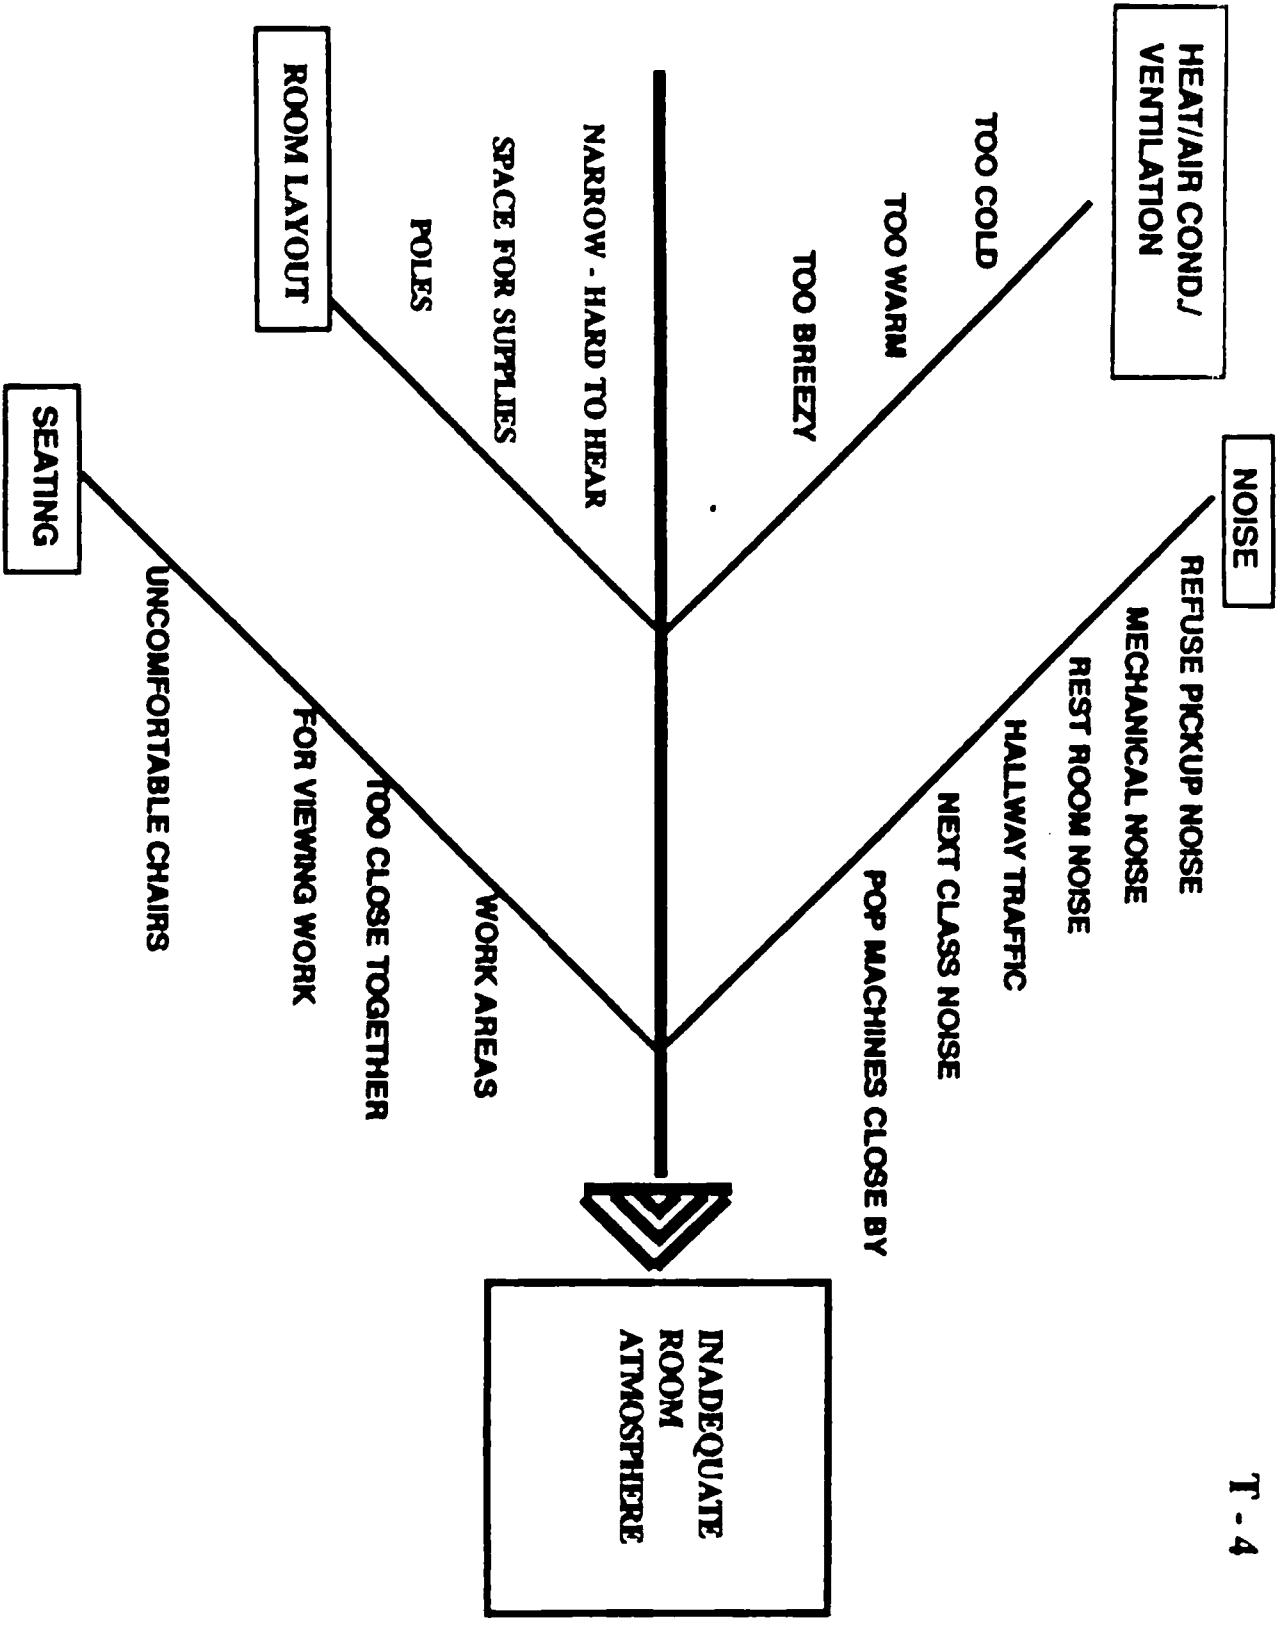 T - 4
HEAT/AIR COND./
VENTILATION
TOO COLD
TOO WARM
TOO BREEZY
NOISE
REFUSE PICKUP NOISE
MECHANICAL NOISE
REST ROOM NOISE
HALLWAY TRAFFIC
NEXT CLASS NOISE
POP MACHINES CLOSE BY
INADEQUATE
ROOM
ATMOSPHERE
NARROW - HARD TO HEAR
SPACE FOR SUPPLIES
POLES
ROOM LAYOUT
WORK AREAS
TOO CLOSE TOGETHER
FOR VIEWING WORK
UNCOMFORTABLE CHAIRS
SEATING